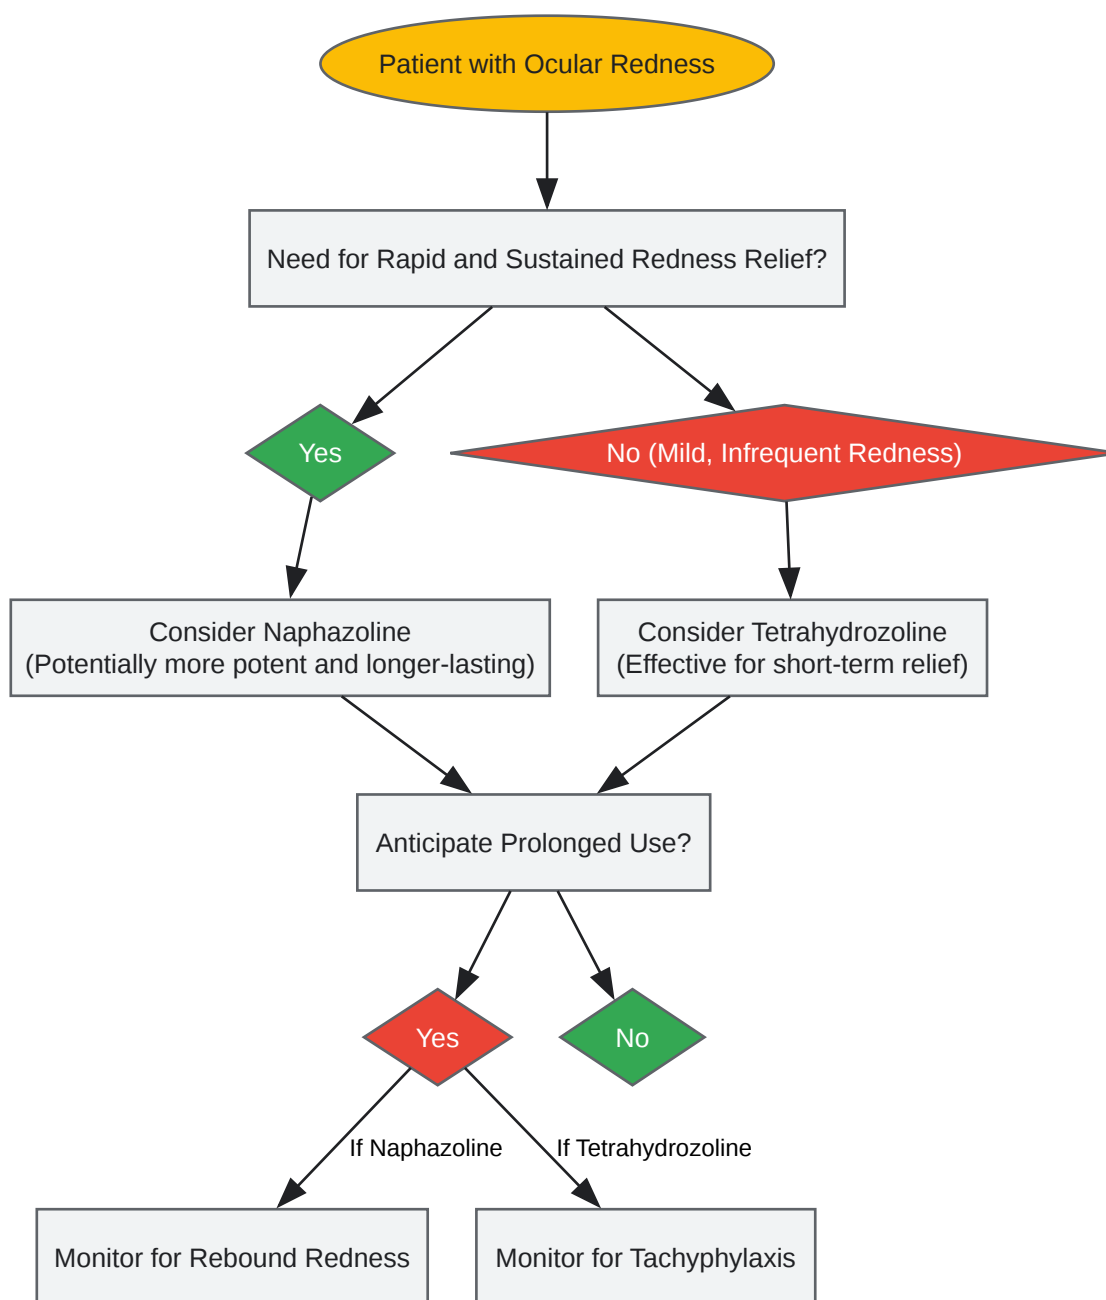 Patient with Ocular Redness
Need for Rapid and Sustained Redness Relief?
Yes
No (Mild, Infrequent Redness)
Consider Naphazoline
(Potentially more potent and longer-lasting)
Consider Tetrahydrozoline
(Effective for short-term relief)
Anticipate Prolonged Use?
Yes
No
If Naphazoline
If Tetrahydrozoline
Monitor for Rebound Redness
Monitor for Tachyphylaxis